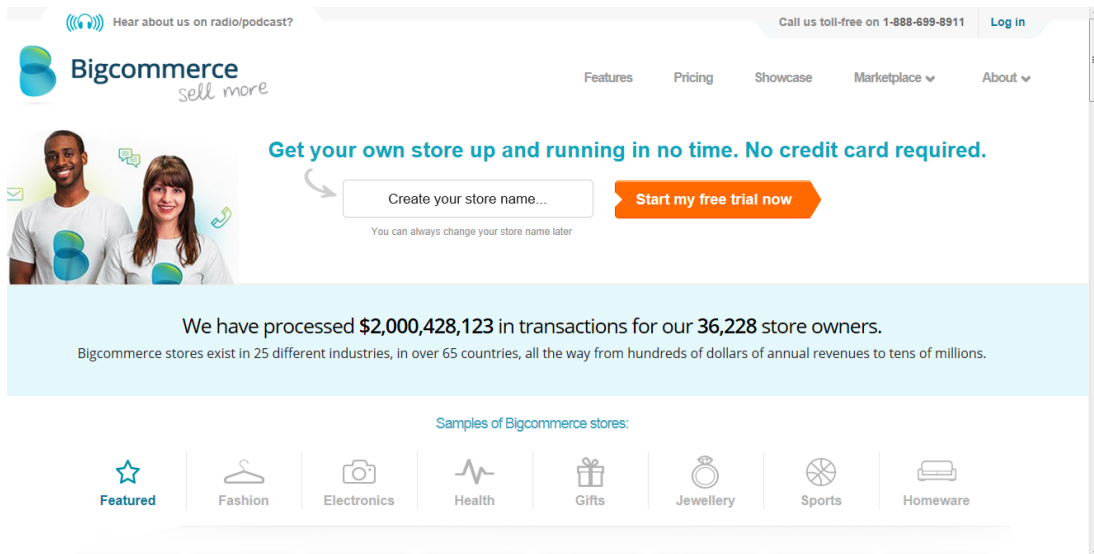 Hear about us on radio/podcast?
Call us toll-free on 1-888-699-8911
Log in
Bigcommerce
sell more
Features
Pricing
Showcase
Marketplace
About
Get your own store up and running in no time. No credit card required.
Create your store name...
Start my free trial now
You can always change your store name later
We have processed $2,000,428,123 in transactions for our 36,228 store owners.
Bigcommerce stores exist in 25 different industries, in over 65 countries, all the way from hundreds of dollars of annual revenues to tens of millions.
Samples of Bigcommerce stores:
Featured
Fashion
Electronics
Health
Gifts
Jewellery
Sports
Homeware